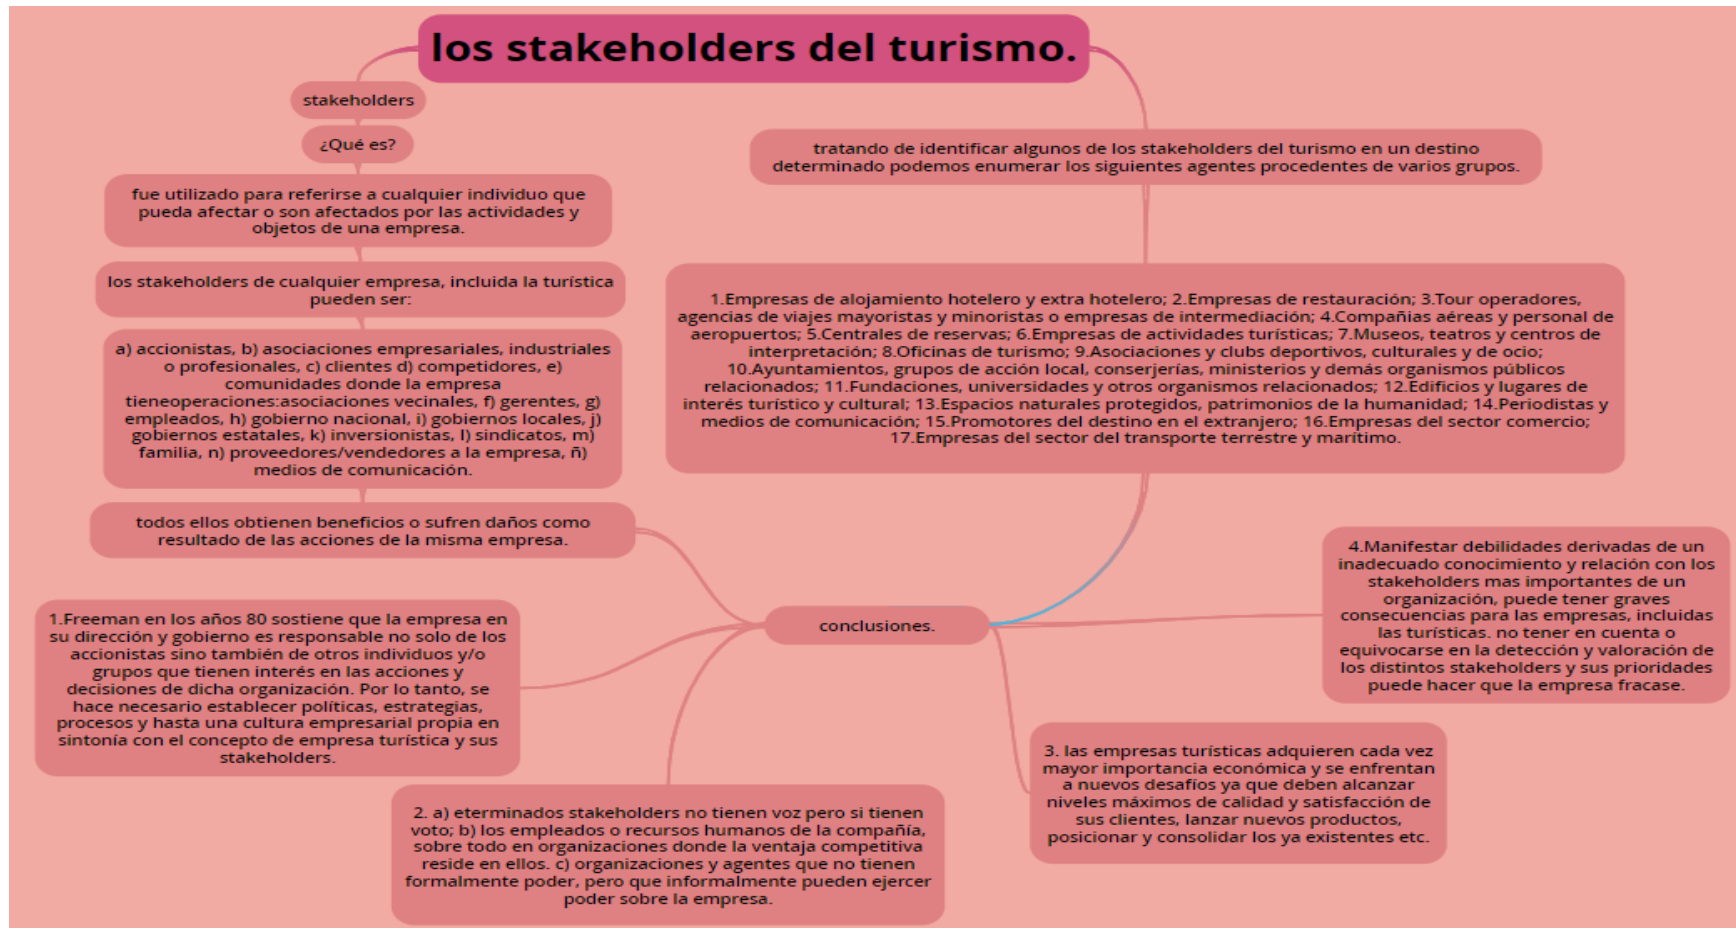 los stakeholders del turismo.
stakeholders
¿Qué es?
fue utilizado para referirse a cualquier individuo que
pueda afectar o son afectados por las actividades y
objetos de una empresa.
los stakeholders de cualquier empresa, incluida la turística
pueden ser:
a) accionistas, b) asociaciones empresariales, industriales
o profesionales, c) clientes d) competidores, e)
comunidades donde la empresa
tieneoperaciones:asociaciones vecinales, f) gerentes, g)
empleados, h) gobierno nacional, i) gobiernos locales, j)
gobiernos estatales, k) inversionistas, l) sindicatos, m)
familia, n) proveedores/vendedores a la empresa, ñ)
medios de comunicación.
todos ellos obtienen beneficios o sufren daños como
resultado de las acciones de la misma empresa.
tratando de identificar algunos de los stakeholders del turismo en un destino
determinado podemos enumerar los siguientes agentes procedentes de varios grupos.
1.Empresas de alojamiento hotelero y extra hotelero; 2.Empresas de restauración; 3.Tour operadores,
agencias de viajes mayoristas y minoristas o empresas de intermediación; 4.Compañias aéreas y personal de
aeropuertos; 5.Centrales de reservas; 6.Empresas de actividades turísticas; 7.Museos, teatros y centros de
interpretación; 8.Oficinas de turismo; 9.Asociaciones y clubs deportivos, culturales y de ocio;
10.Ayuntamientos, grupos de acción local, conserjerías, ministerios y demás organismos públicos
relacionados; 11.Fundaciones, universidades y otros organismos relacionados; 12.Edificios y lugares de
interés turístico y cultural; 13.Espacios naturales protegidos, patrimonios de la humanidad; 14.Periodistas y
medios de comunicación; 15.Promotores del destino en el extranjero; 16.Empresas del sector comercio;
17.Empresas del sector del transporte terrestre y marítimo.
conclusiones.
1.Freeman en los años 80 sostiene que la empresa en
su dirección y gobierno es responsable no solo de los
accionistas sino también de otros individuos y/o
grupos que tienen interés en las acciones y
decisiones de dicha organización. Por lo tanto, se
hace necesario establecer políticas, estrategias,
procesos y hasta una cultura empresarial propia en
sintonía con el concepto de empresa turística y sus
stakeholders.
2. a) eterminados stakeholders no tienen voz pero si tienen
voto; b) los empleados o recursos humanos de la compañía,
sobre todo en organizaciones donde la ventaja competitiva
reside en ellos. c) organizaciones y agentes que no tienen
formalmente poder, pero que informalmente pueden ejercer
poder sobre la empresa.
3. las empresas turísticas adquieren cada vez
mayor importancia económica y se enfrentan
a nuevos desafíos ya que deben alcanzar
niveles máximos de calidad y satisfacción de
sus clientes, lanzar nuevos productos,
posicionar y consolidar los ya existentes etc.
4.Manifestar debilidades derivadas de un
inadecuado conocimiento y relación con los
stakeholders mas importantes de un
organización, puede tener graves
consecuencias para las empresas, incluidas
las turísticas. no tener en cuenta o
equivocarse en la detección y valoración de
los distintos stakeholders y sus prioridades
puede hacer que la empresa fracase.